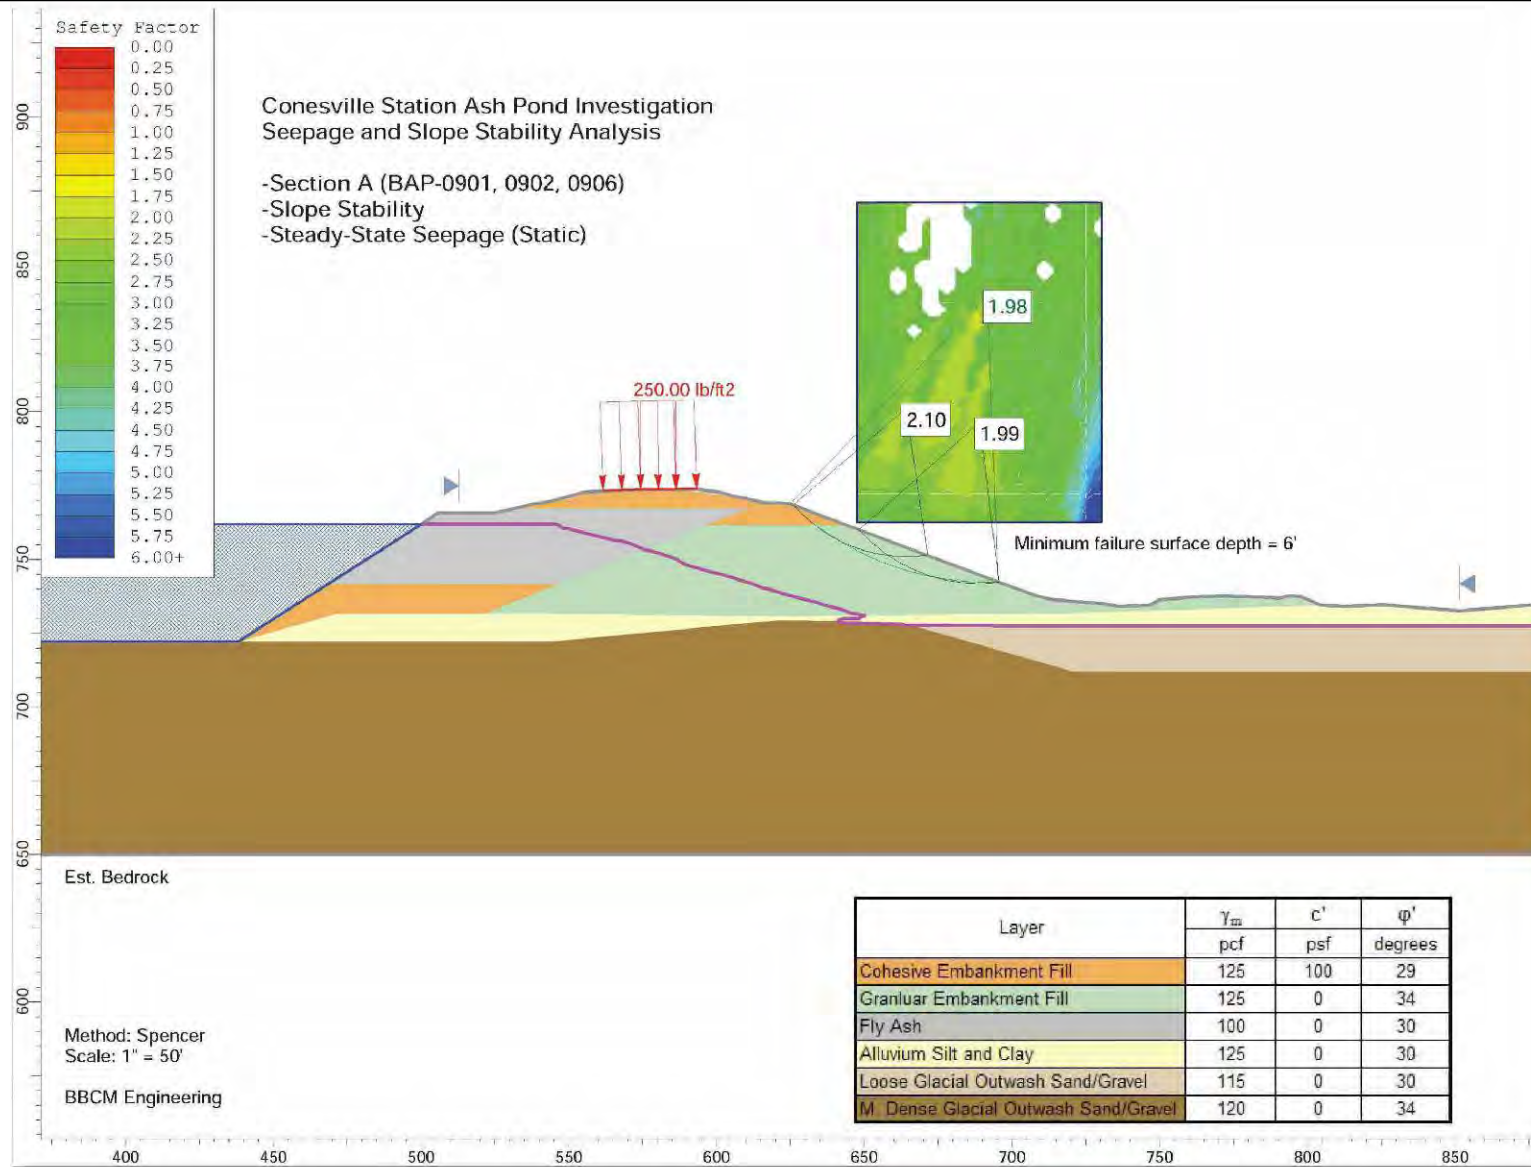 Safety Factor
0.00
0.25
0.50
0.75
1.00
1.25
1.50
1.75
2.00
2.25
2.50
2.75
3.00
3.25
3.50
3.75
4.00
4.25
4.50
4.75
5.00
5.25
5.50
5.75
6.00+
Conesville Station Ash Pond Investigation
Seepage and Slope Stability Analysis
-Section A (BAP-0901, 0902, 0906)
-Slope Stability
-Steady-State Seepage (Static)
250.00 lb/ft2
1.98
2.10
1.99
Minimum failure surface depth = 6'
900
850
800
750
700
650
600
Est. Bedrock
Method: Spencer
Scale: 1" = 50'
BBCM Engineering
Layer γm c' φ'
pcf psf degrees
Cohesive Embankment Fill 125 100 29
Granluar Embankment Fill 125 0 34
Fly Ash 100 0 30
Alluvium Silt and Clay 125 0 30
Loose Glacial Outwash Sand/Gravel 115 0 30
M. Dense Glacial Outwash Sand/Gravel 120 0 34
400 450 500 550 600 650 700 750 800 850